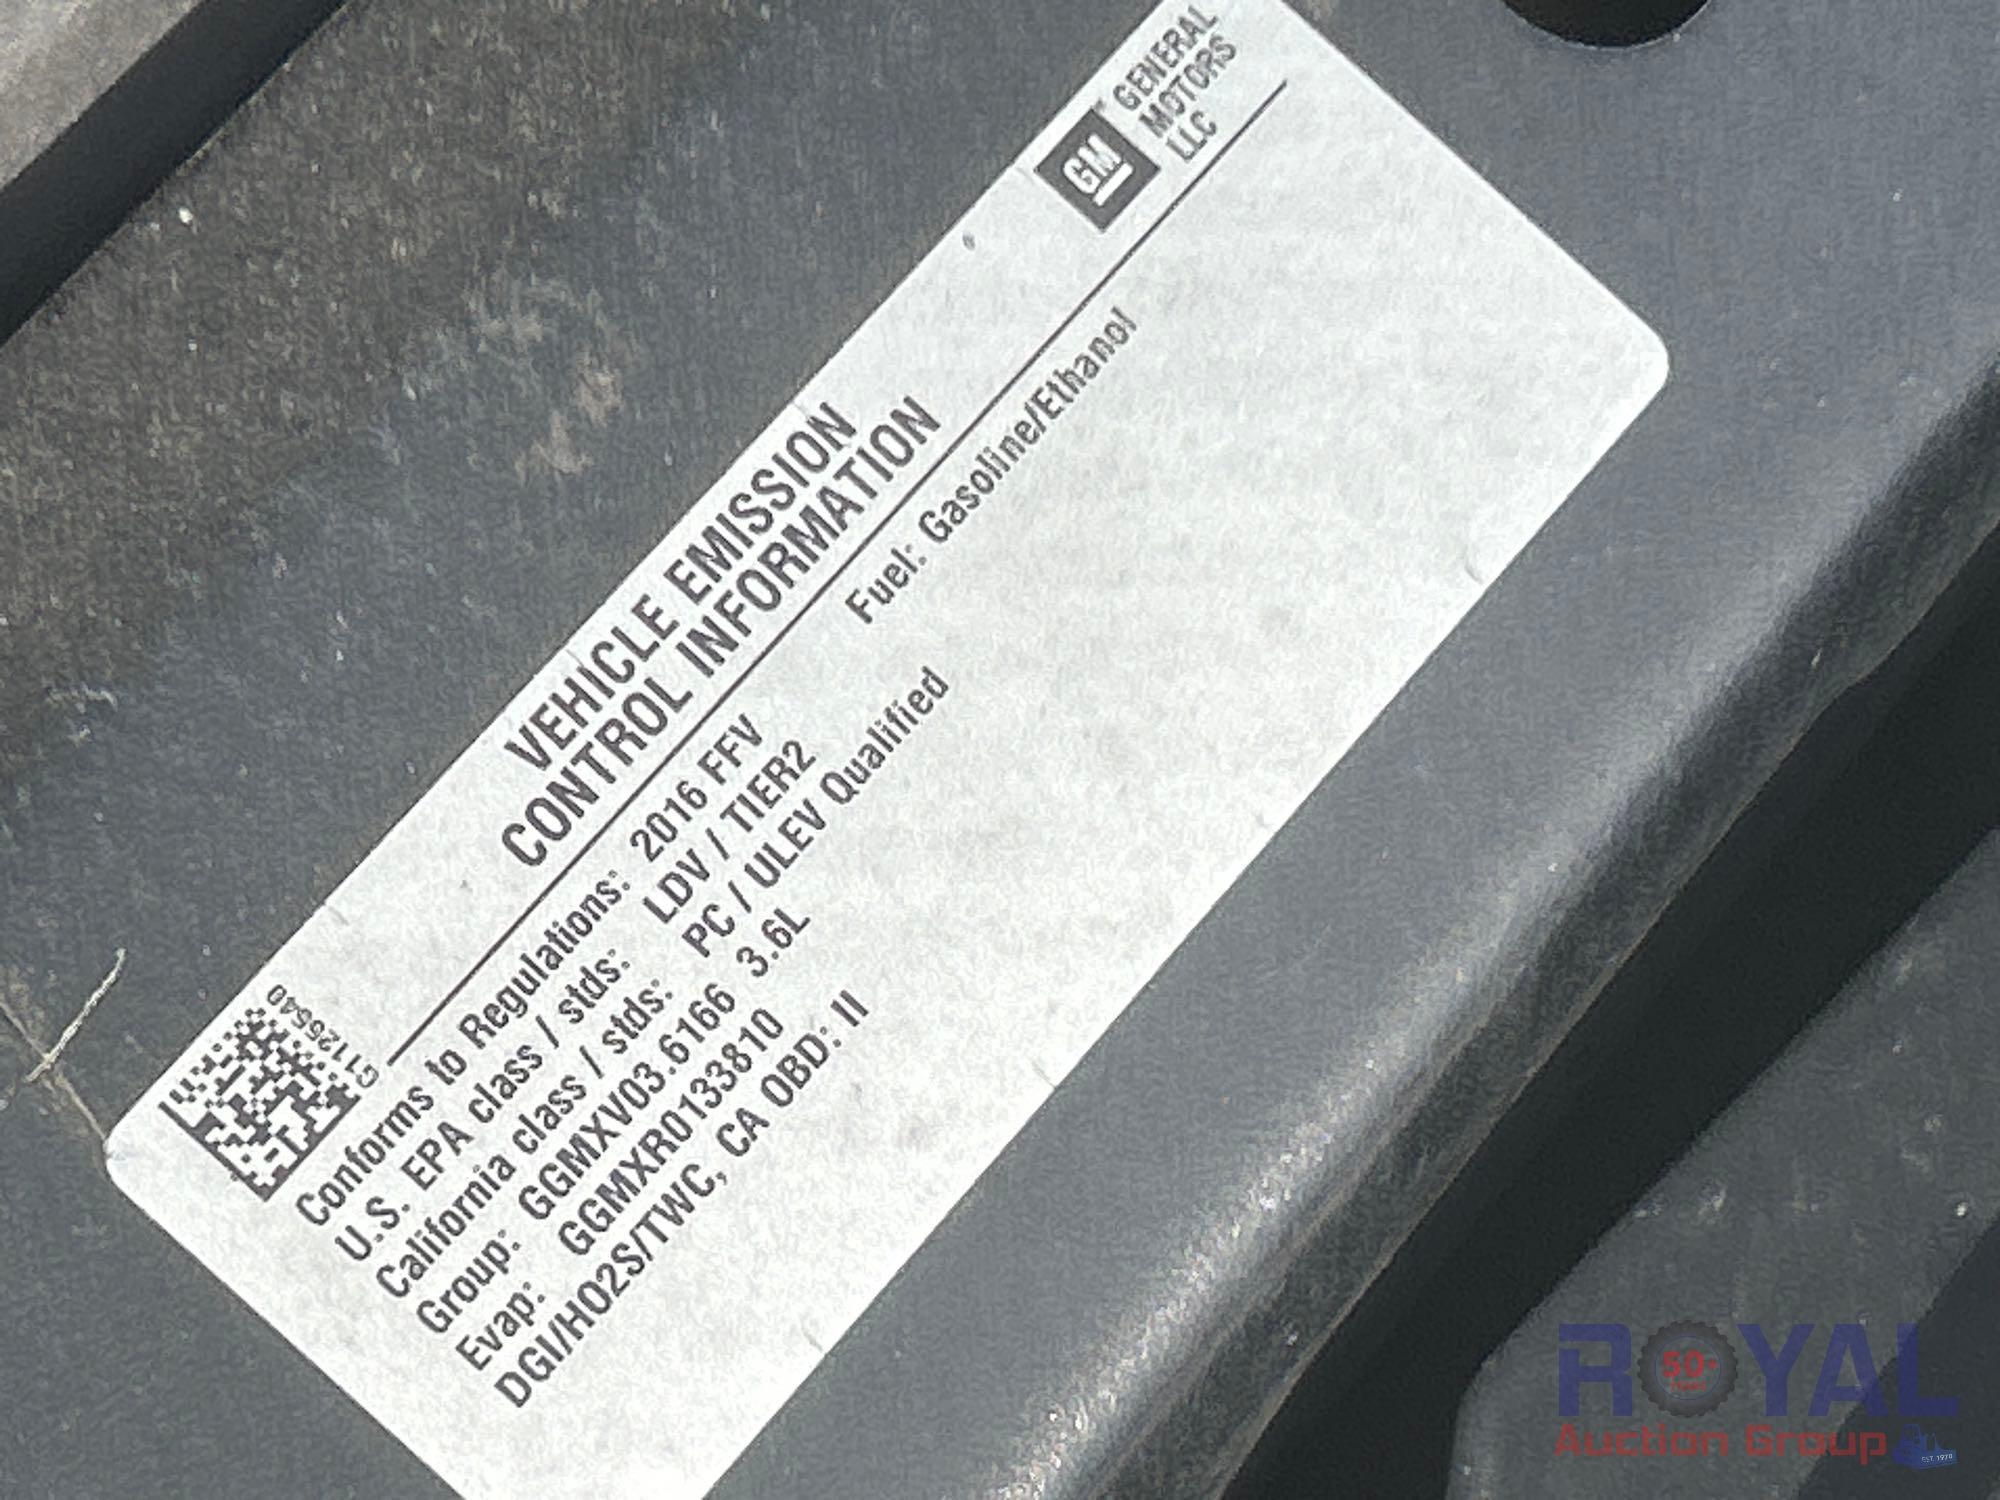 GM
GENERAL
MOTORS
LLC
VEHICLE EMISSION
CONTROL INFORMATION
Conforms to Regulations: 2016 FFV Fuel: Gasoline/Ethanol
U.S. EPA class / stds: LDV / TIER2
California class / stds: PC / ULEV Qualified
Group: GGMXV03.6166 3.6L
Evap: GGMXR0133810
DGI/HO2S/TWC, CA OBD: II
ROYAL
50+
Auction Group
EST. 1970